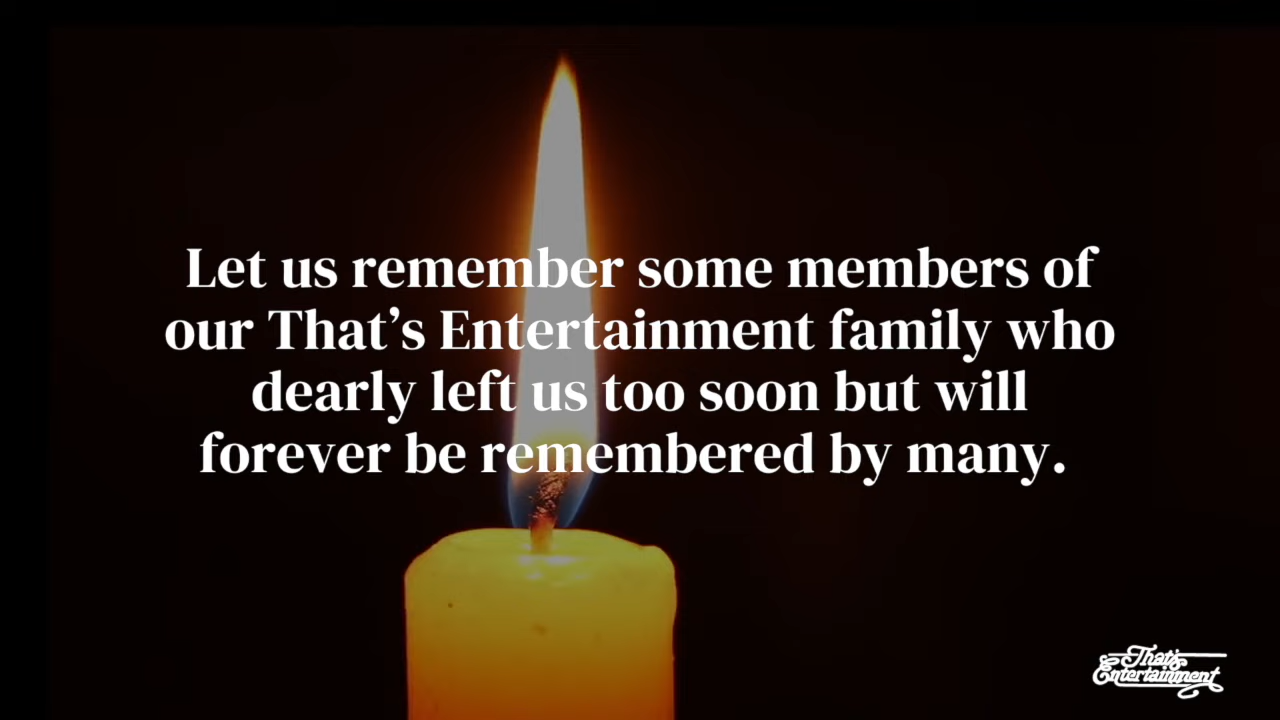 Let us remember some members of
our That’s Entertainment family who
dearly left us too soon but will
forever be remembered by many.
That's
Entertainment